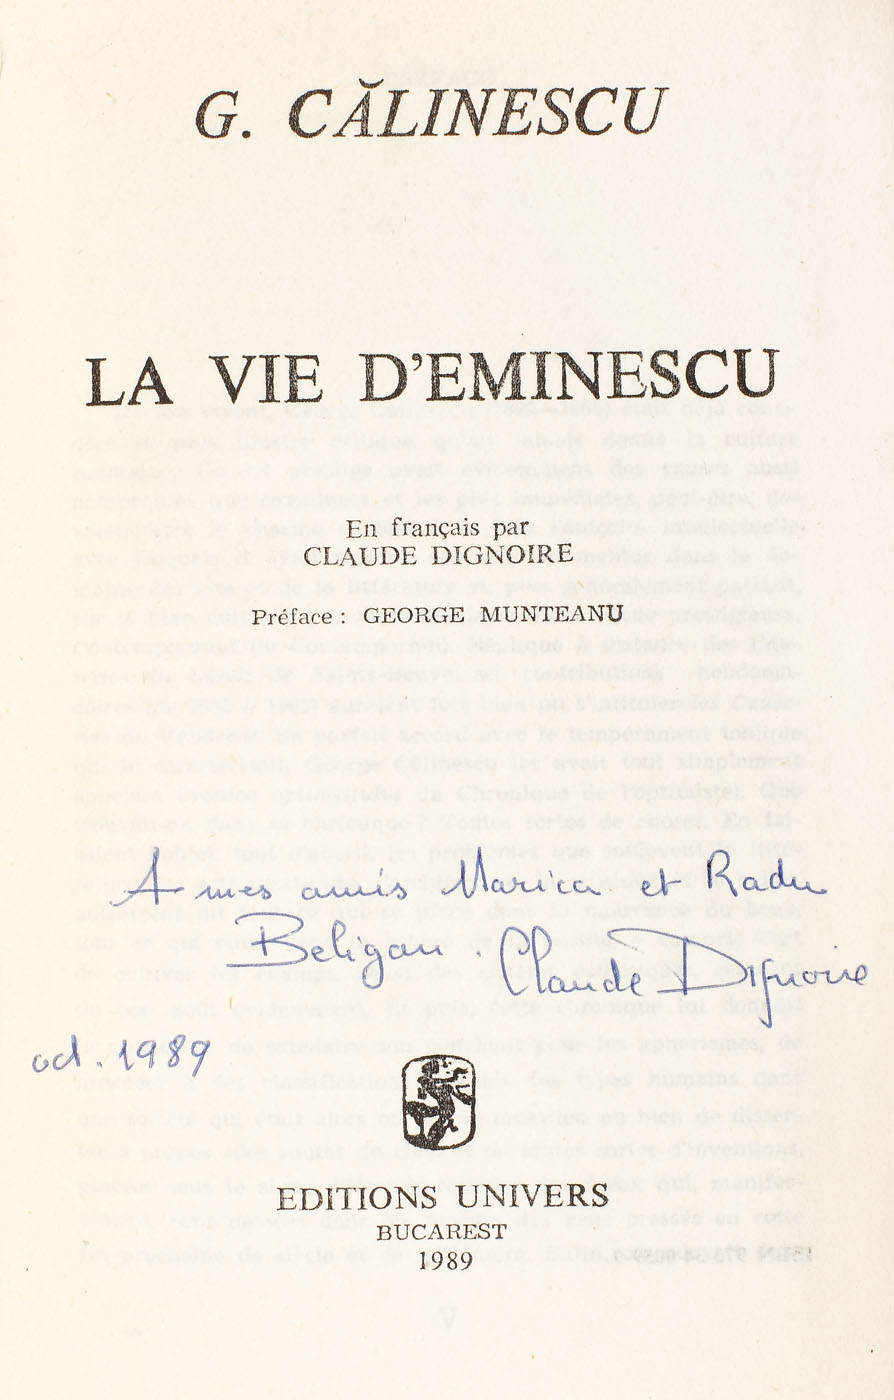 G. CĂLINESCU
LA VIE D'EMINESCU
En français par
CLAUDE DIGNOIRE
Préface : GEORGE MUNTEANU
A mes amis Marica et Radu
Beligan. Claude Dignoire
oct. 1989
EDITIONS UNIVERS
BUCAREST
1989